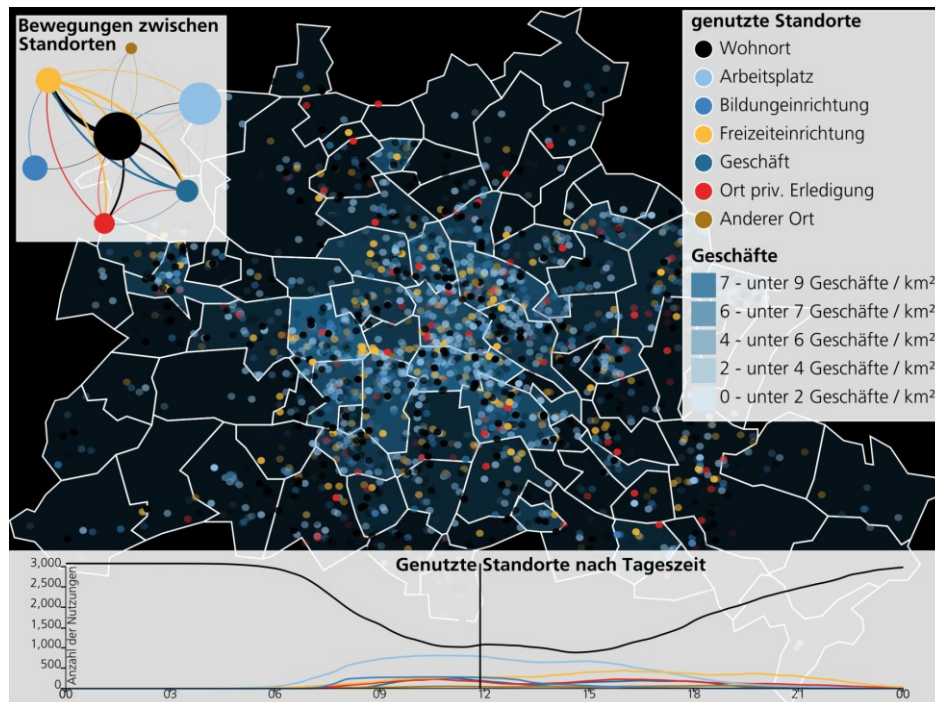 Bewegungen zwischen
Standorten
genutzte Standorte
Wohnort
Arbeitsplatz
Bildungeinrichtung
Freizeiteinrichtung
Geschäft
Ort priv. Erledigung
Anderer Ort
Geschäfte
7 - unter 9 Geschäfte / km²
6 - unter 7 Geschäfte / km²
4 - unter 6 Geschäfte / km²
2 - unter 4 Geschäfte / km²
0 - unter 2 Geschäfte / km²
Genutzte Standorte nach Tageszeit
Anzahl der Nutzungen
3,000
2,500
2,000
1,500
1,000
500
0
00 03 06 09 12 15 18 21 00